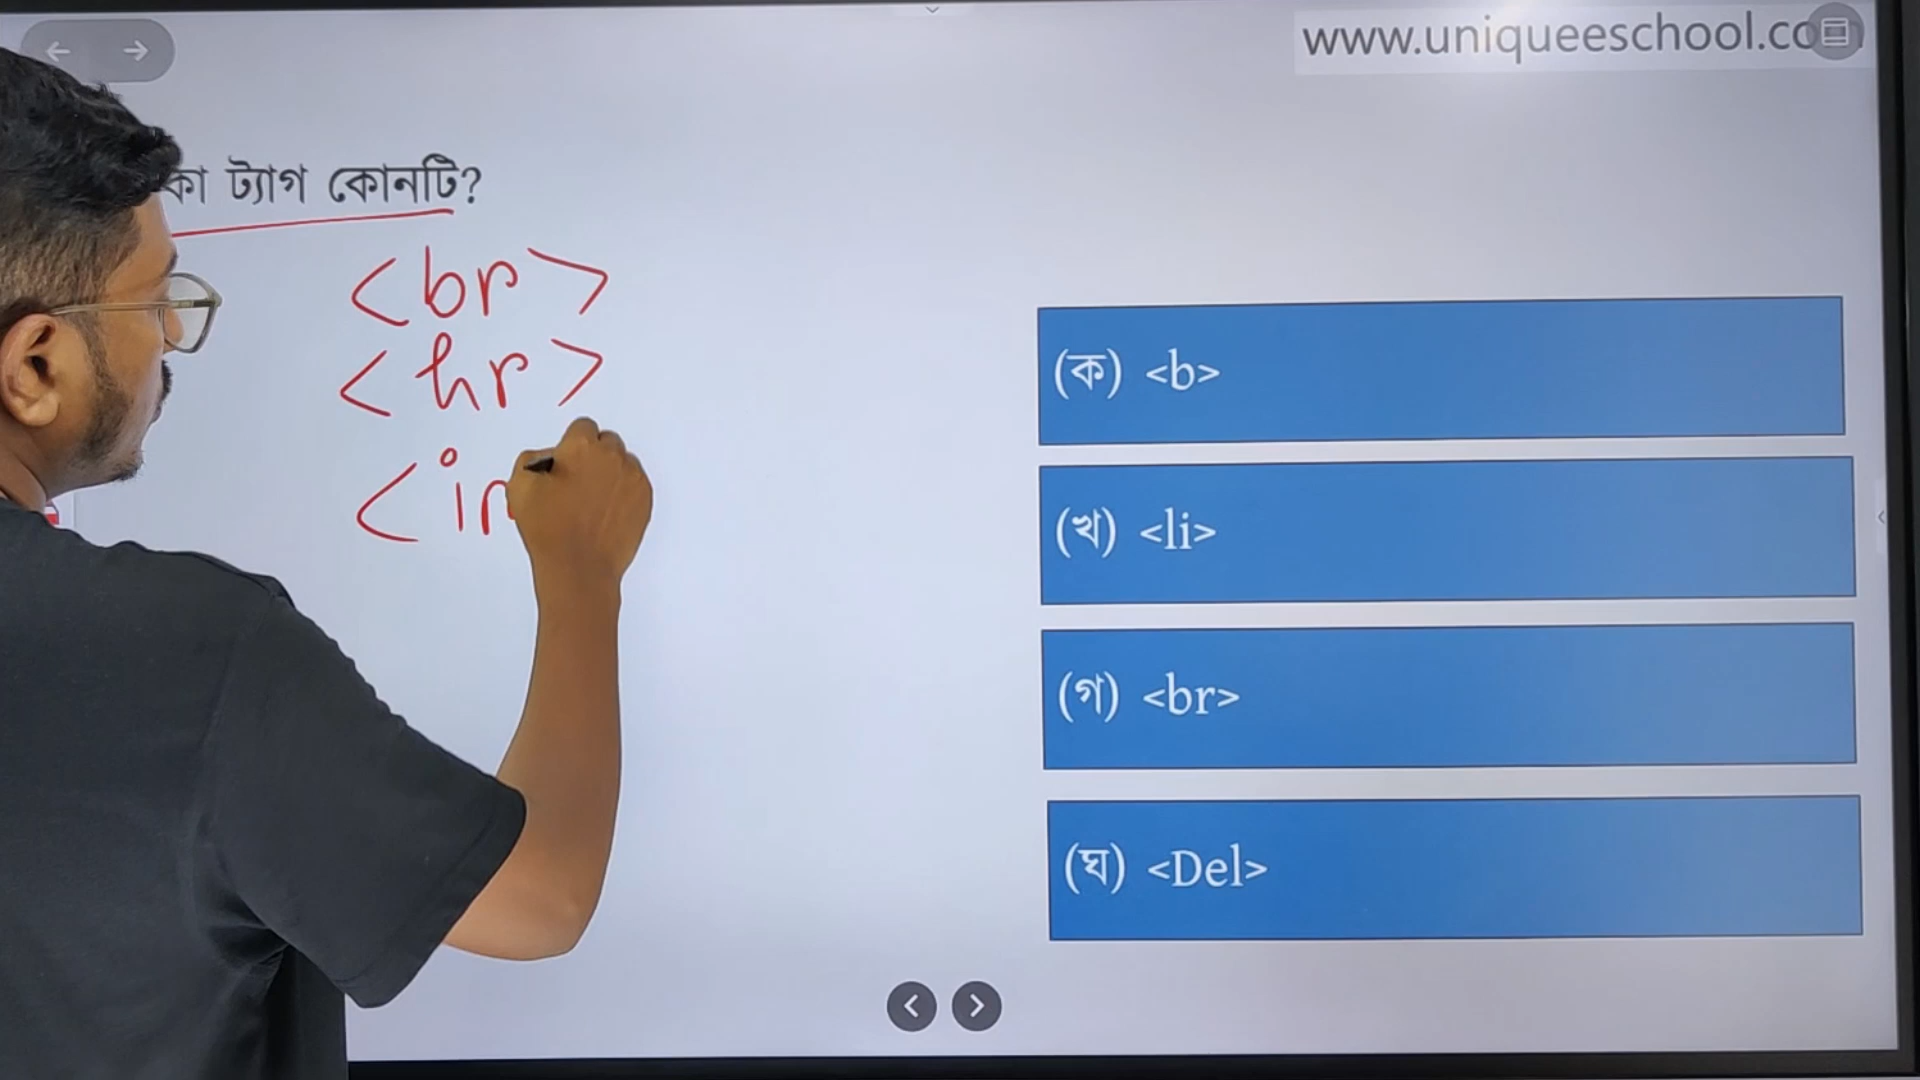 www.uniqueeschool.co
ট্যাগ কোনটি?
<br>
<hr>
(ক) <b>
(খ) <li>
(গ) <br>
(ঘ) <Del>